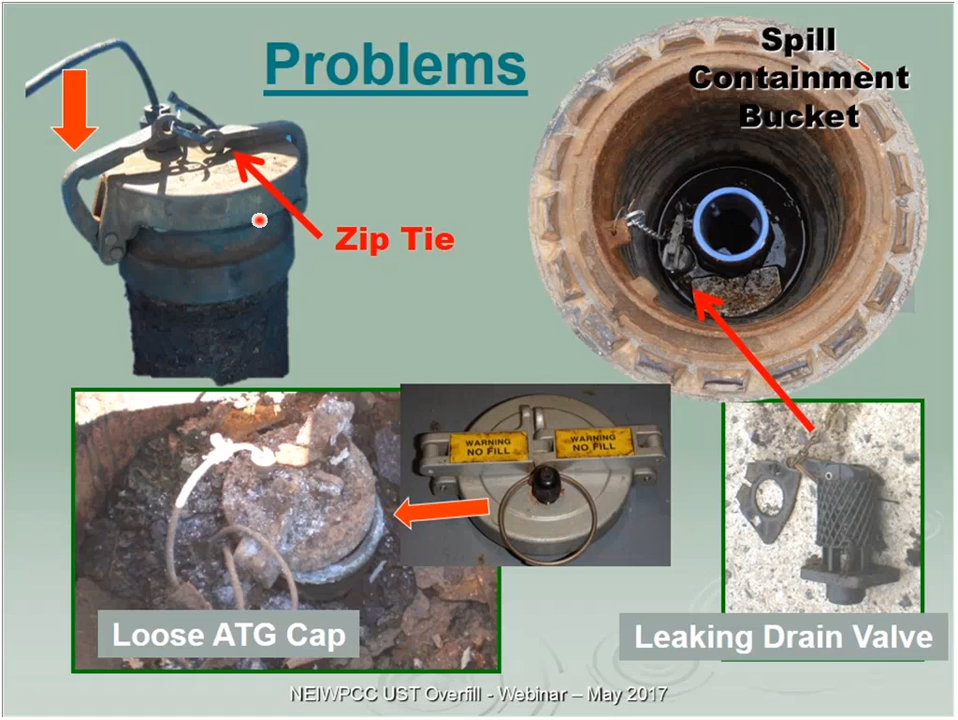 Problems
Spill
Containment
Bucket
Zip Tie
WARNING
NO FILL
WARNING
NO FILL
Loose ATG Cap
Leaking Drain Valve
NEIWPCC UST Overfill - Webinar – May 2017